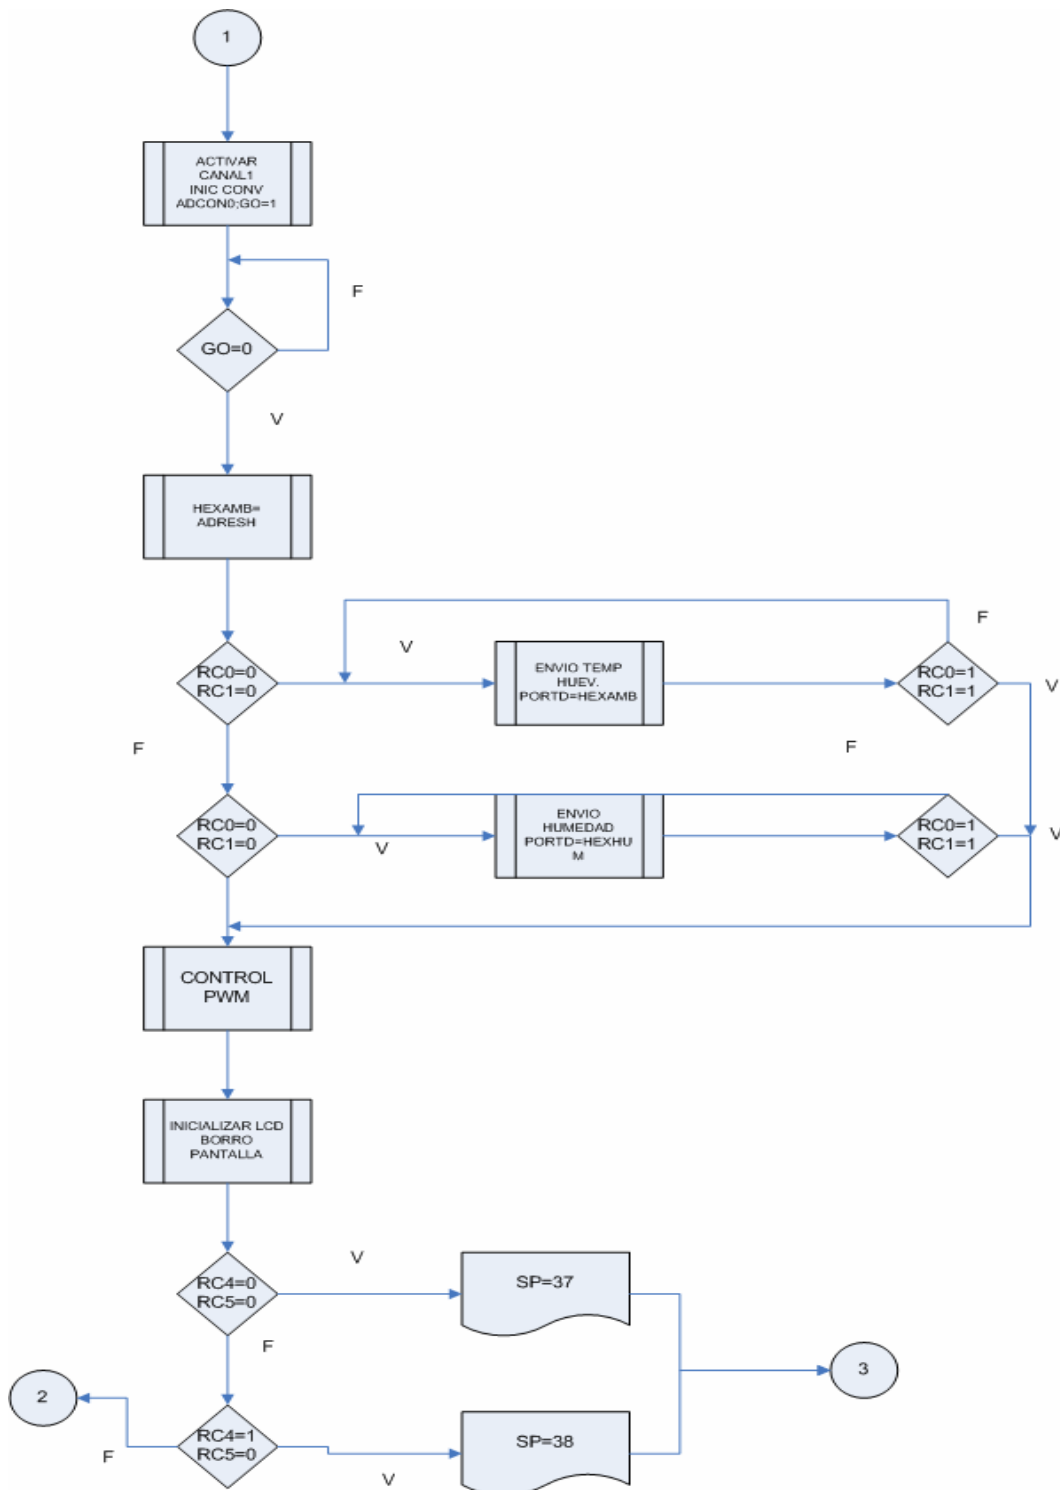 1
ACTIVAR
CANAL1
INIC CONV
ADCON0;GO=1
F
GO=0
V
HEXAMB=
ADRESH
F
V
RC0=0
RC1=0
ENVIO TEMP
HUEV.
PORTD=HEXAMB
RC0=1
RC1=1
V
F
F
RC0=0
RC1=0
V
ENVIO
HUMEDAD
PORTD=HEXHU
M
RC0=1
RC1=1
V
CONTROL
PWM
INICIALIZAR LCD
BORRO
PANTALLA
V
RC4=0
RC5=0
SP=37
F
3
2
RC4=1
RC5=0
F
V
SP=38